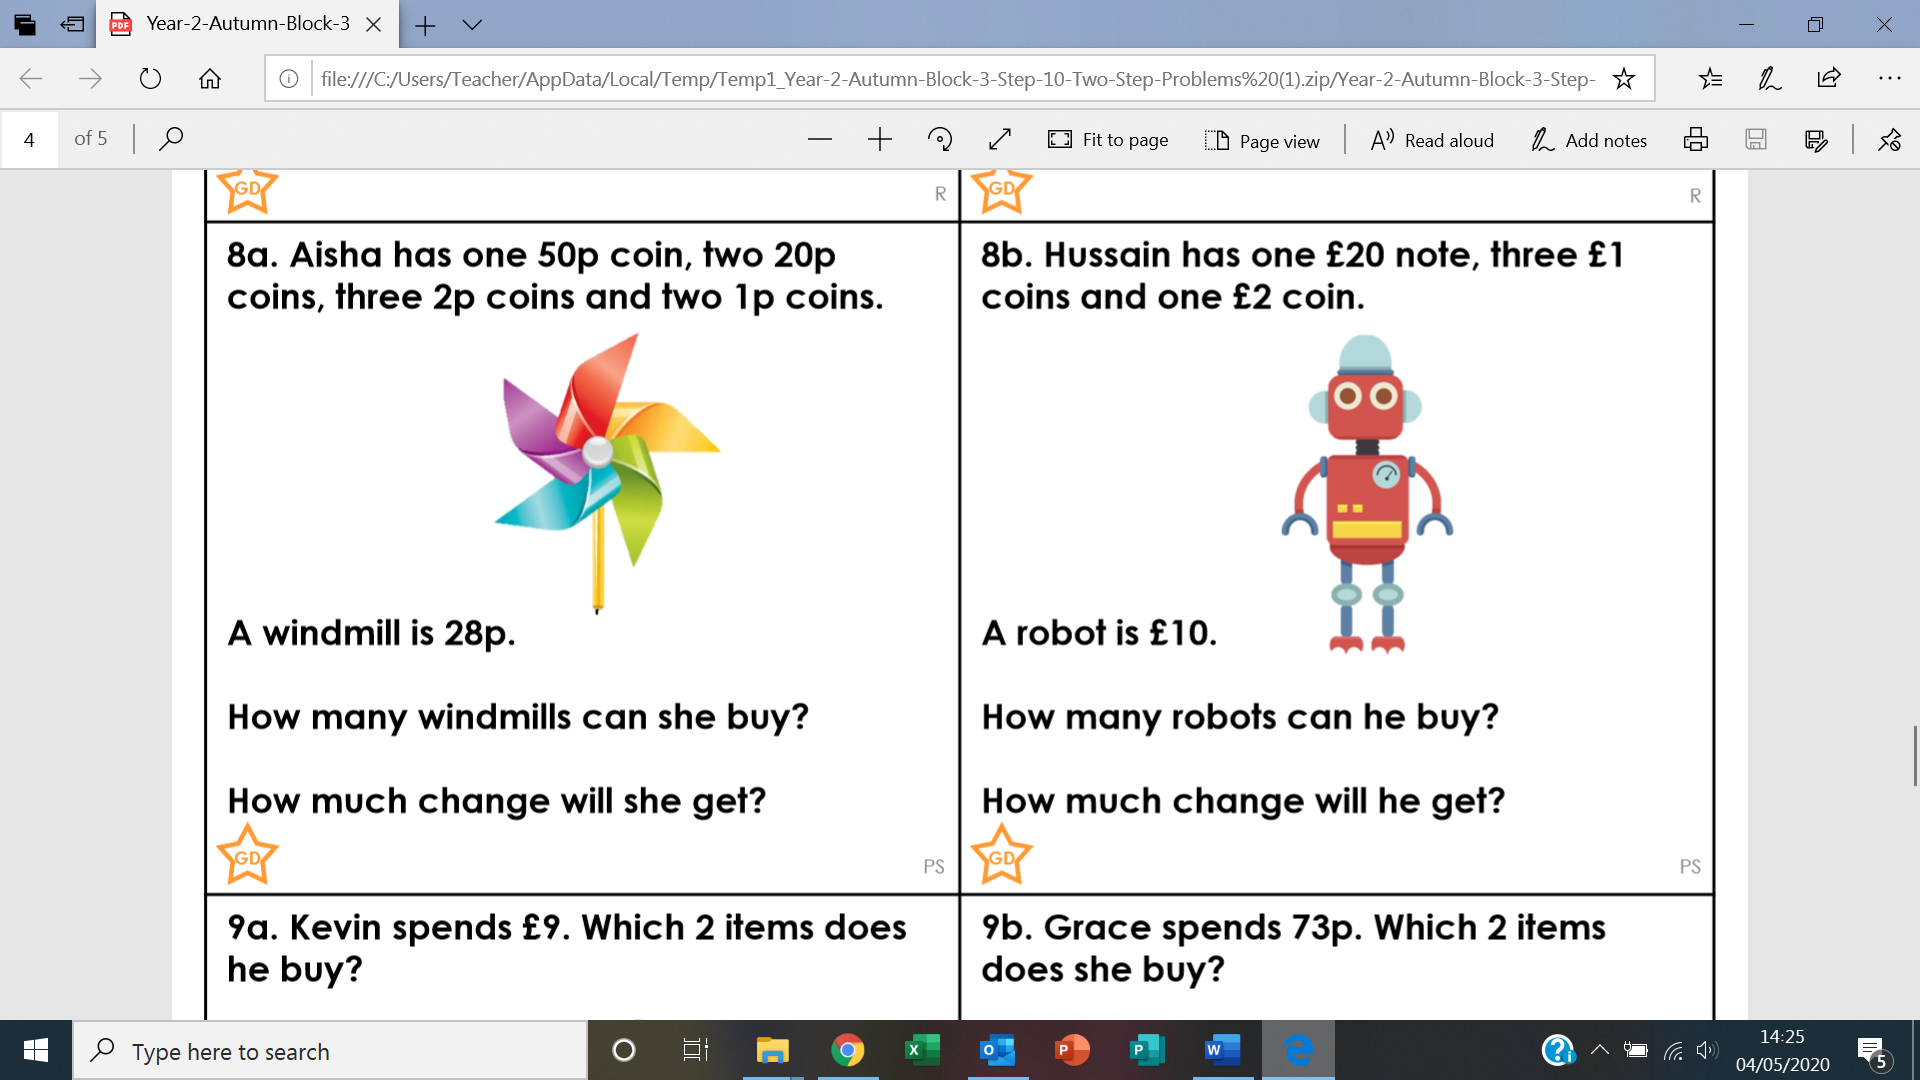 Year-2-Autumn-Block-3
file:///C:/Users/Teacher/AppData/Local/Temp/Temp1_Year-2-Autumn-Block-3-Step-10-Two-Step-Problems%20(1).zip/Year-2-Autumn-Block-3-Step-
4 of 5
Fit to page
Page view
Read aloud
Add notes
GD
R
GD
R
8a. Aisha has one 50p coin, two 20p
coins, three 2p coins and two 1p coins.
A windmill is 28p.
How many windmills can she buy?
How much change will she get?
GD
PS
8b. Hussain has one £20 note, three £1
coins and one £2 coin.
A robot is £10.
How many robots can he buy?
How much change will he get?
GD
PS
9a. Kevin spends £9. Which 2 items does
he buy?
9b. Grace spends 73p. Which 2 items
does she buy?
Type here to search
14:25
04/05/2020
5